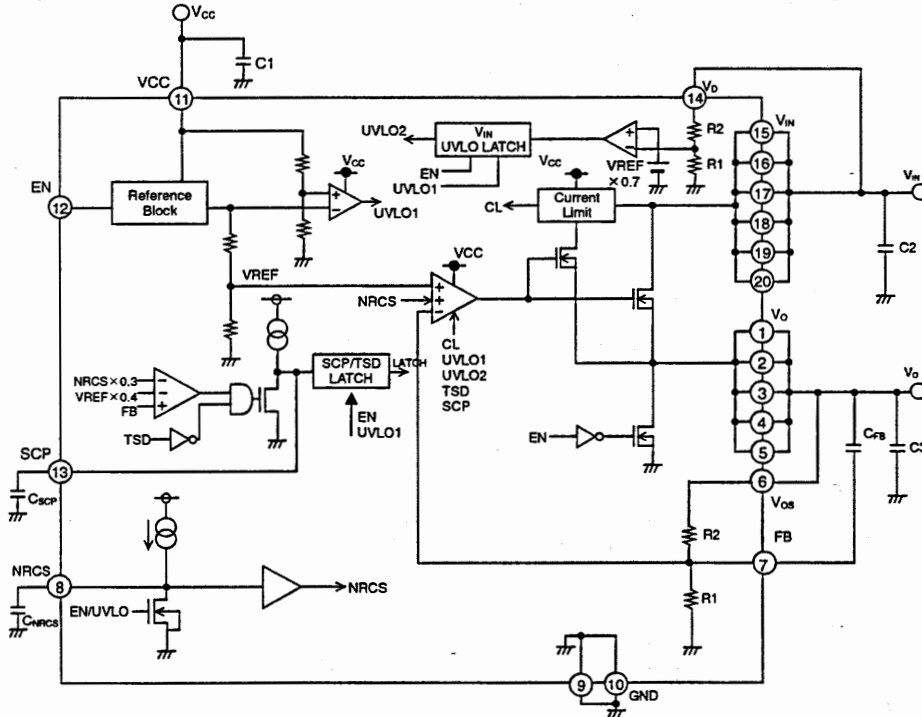 Vcc
C1
VCC
11
VD
14
R2
VIN
15
UVLO2
VIN
UVLO LATCH
R1
EN
UVLO1
VREF
×0.7
16
Vcc
Vcc
EN
12
Reference
Block
UVLO1
CL
Current
Limit
17
VIN
18
C2
19
VREF
VCC
20
NRCS
Vo
1
CL
UVLO1
UVLO2
TSD
SCP
2
SCP/TSD
LATCH
LATCH
NRCS×0.3
VREF×0.4
FB
3
Vo
EN
UVLO1
4
CFB
C3
TSD
EN
5
SCP
13
CSCP
6
Vos
R2
FB
7
NRCS
8
NRCS
CNRCS
EN/UVLO
R1
9
10
GND